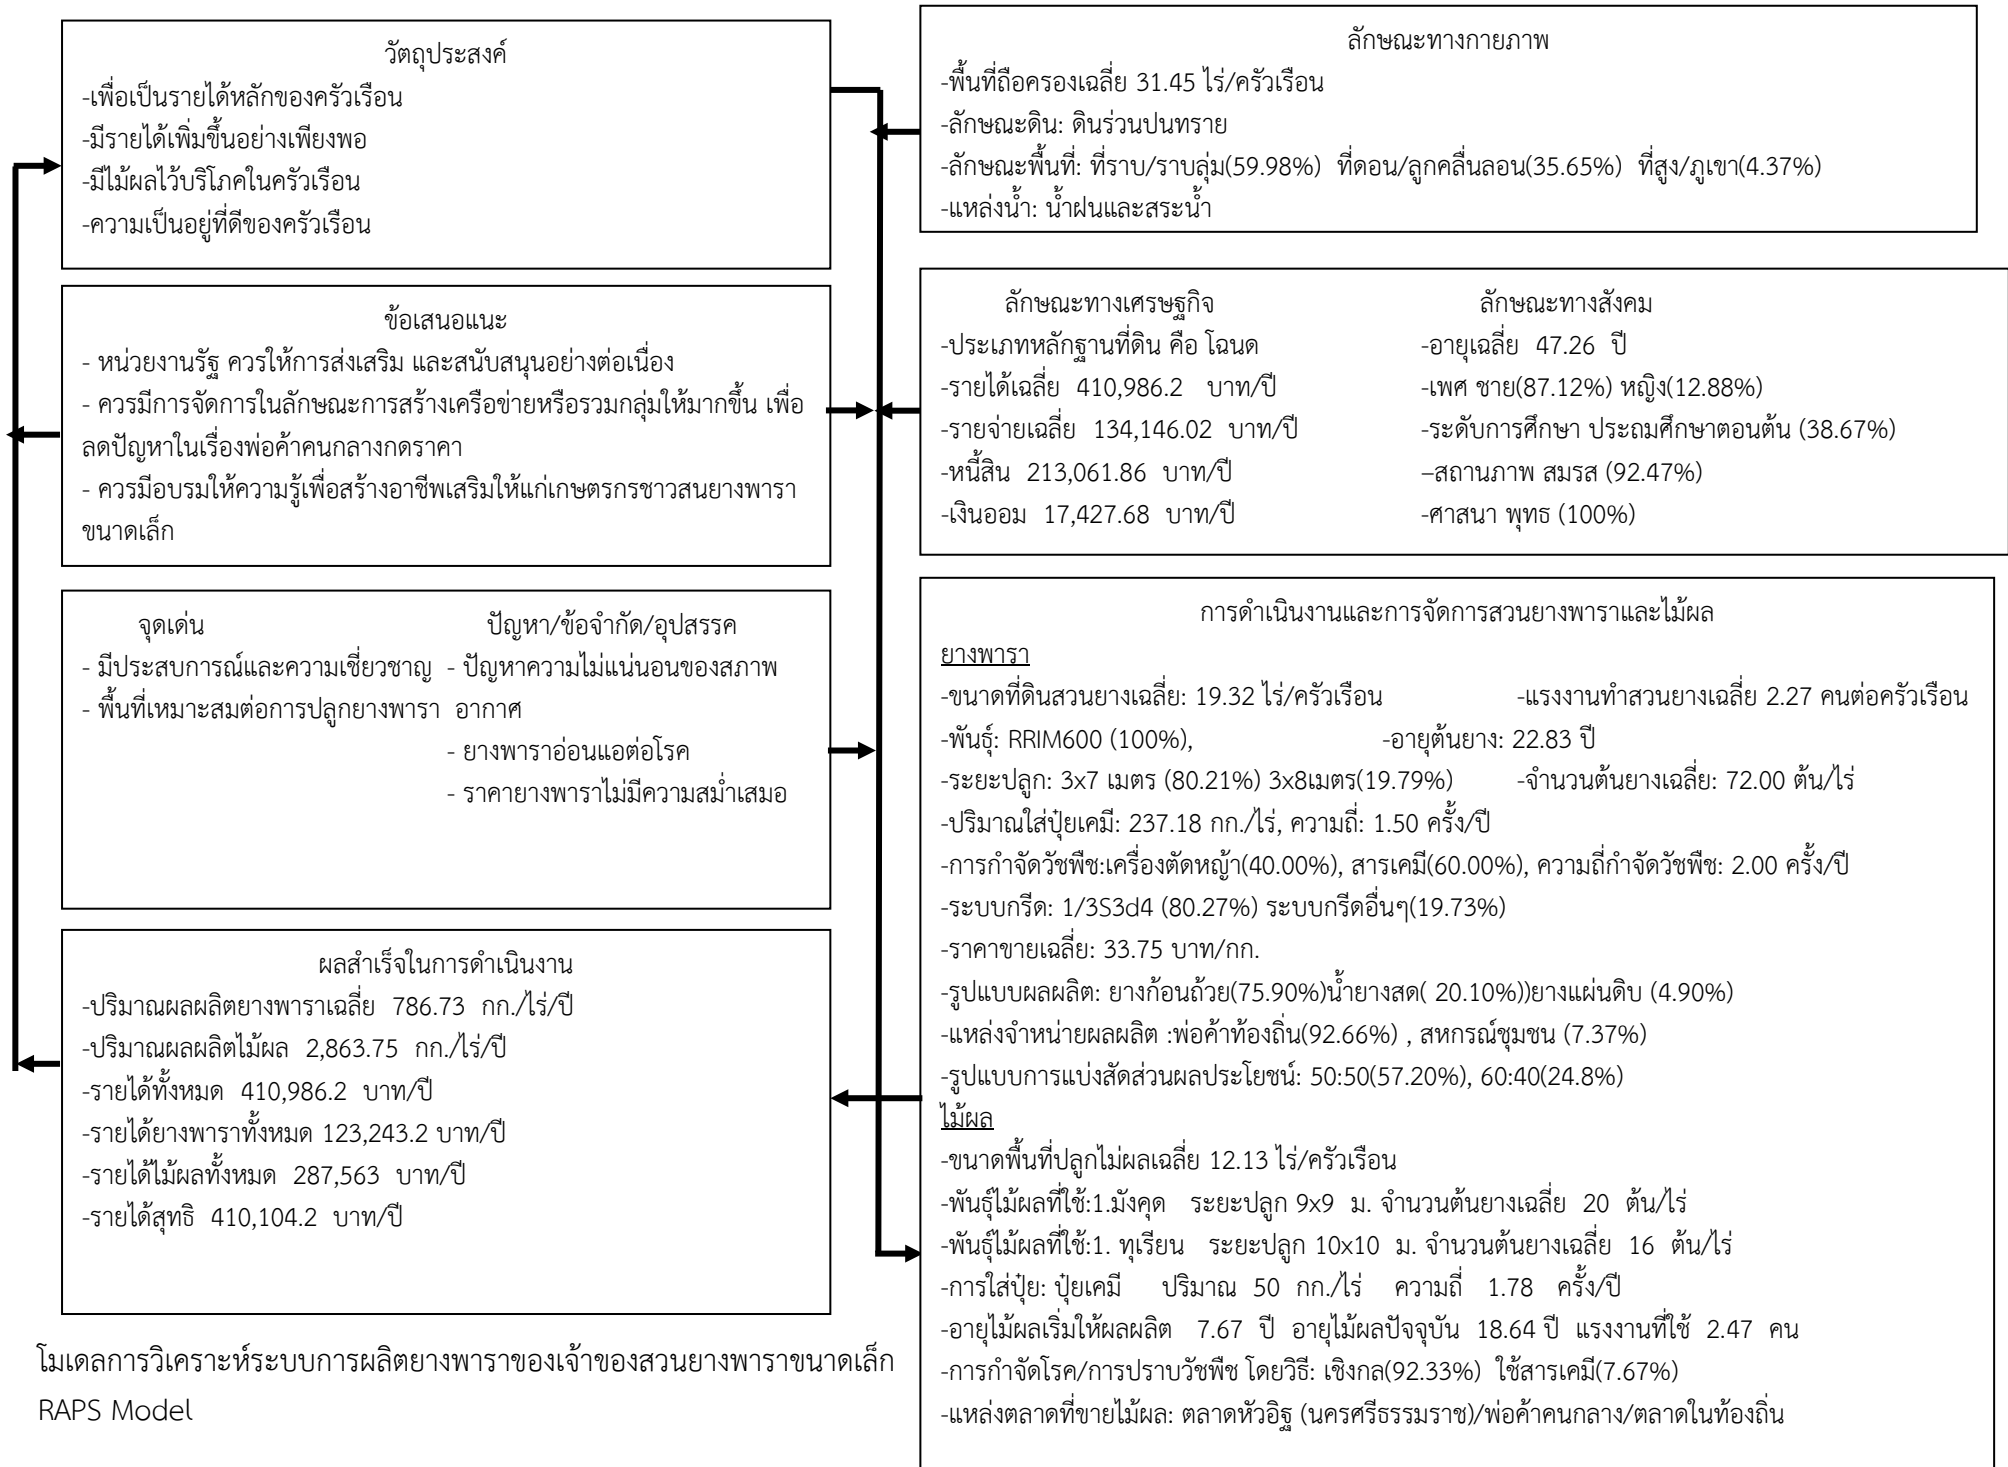 วัตถุประสงค์
-เพื่อเป็นรายได้หลักของครัวเรือน
-มีรายได้เพิ่มขึ้นอย่างเพียงพอ
-มีไม้ผลไว้บริโภคในครัวเรือน
-ความเป็นอยู่ที่ดีของครัวเรือน
ข้อเสนอแนะ
- หน่วยงานรัฐ ควรให้การส่งเสริม และสนับสนุนอย่างต่อเนื่อง
- ควรมีการจัดการในลักษณะการสร้างเครือข่ายหรือรวมกลุ่มให้มากขึ้น เพื่อ
ลดปัญหาในเรื่องพ่อค้าคนกลางกดราคา
- ควรมีอบรมให้ความรู้เพื่อสร้างอาชีพเสริมให้แก่เกษตรกรชาวสนยางพารา
ขนาดเล็ก
จุดเด่น
- มีประสบการณ์และความเชี่ยวชาญ
- พื้นที่เหมาะสมต่อการปลูกยางพารา
ปัญหา/ข้อจำกัด/อุปสรรค
- ปัญหาความไม่แน่นอนของสภาพ
อากาศ
- ยางพาราอ่อนแอต่อโรค
- ราคายางพาราไม่มีความสม่ำเสมอ
ผลสำเร็จในการดำเนินงาน
-ปริมาณผลผลิตยางพาราเฉลี่ย 786.73 กก./ไร่/ปี
-ปริมาณผลผลิตไม้ผล 2,863.75 กก./ไร่/ปี
-รายได้ทั้งหมด 410,986.2 บาท/ปี
-รายได้ยางพาราทั้งหมด 123,243.2 บาท/ปี
-รายได้ไม้ผลทั้งหมด 287,563 บาท/ปี
-รายได้สุทธิ 410,104.2 บาท/ปี
โมเดลการวิเคราะห์ระบบการผลิตยางพาราของเจ้าของสวนยางพาราขนาดเล็ก
RAPS Model
ลักษณะทางกายภาพ
-พื้นที่ถือครองเฉลี่ย 31.45 ไร่/ครัวเรือน
-ลักษณะดิน: ดินร่วนปนทราย
-ลักษณะพื้นที่: ที่ราบ/ราบลุ่ม(59.98%) ที่ดอน/ลูกคลื่นลอน(35.65%) ที่สูง/ภูเขา(4.37%)
-แหล่งน้ำ: น้ำฝนและสระน้ำ
ลักษณะทางเศรษฐกิจ
-ประเภทหลักฐานที่ดิน คือ โฉนด
-รายได้เฉลี่ย 410,986.2 บาท/ปี
-รายจ่ายเฉลี่ย 134,146.02 บาท/ปี
-หนี้สิน 213,061.86 บาท/ปี
-เงินออม 17,427.68 บาท/ปี
ลักษณะทางสังคม
-อายุเฉลี่ย 47.26 ปี
-เพศ ชาย(87.12%) หญิง(12.88%)
-ระดับการศึกษา ประถมศึกษาตอนต้น (38.67%)
–สถานภาพ สมรส (92.47%)
-ศาสนา พุทธ (100%)
การดำเนินงานและการจัดการสวนยางพาราและไม้ผล
ยางพารา
-ขนาดที่ดินสวนยางเฉลี่ย: 19.32 ไร่/ครัวเรือน -แรงงานทำสวนยางเฉลี่ย 2.27 คนต่อครัวเรือน
-พันธุ์: RRIM600 (100%), -อายุต้นยาง: 22.83 ปี
-ระยะปลูก: 3x7 เมตร (80.21%) 3x8เมตร(19.79%) -จำนวนต้นยางเฉลี่ย: 72.00 ต้น/ไร่
-ปริมาณใส่ปุ๋ยเคมี: 237.18 กก./ไร่, ความถี่: 1.50 ครั้ง/ปี
-การกำจัดวัชพืช:เครื่องตัดหญ้า(40.00%), สารเคมี(60.00%), ความถี่กำจัดวัชพืช: 2.00 ครั้ง/ปี
-ระบบกรีด: 1/3S3d4 (80.27%) ระบบกรีดอื่นๆ(19.73%)
-ราคาขายเฉลี่ย: 33.75 บาท/กก.
-รูปแบบผลผลิต: ยางก้อนถ้วย(75.90%)น้ำยางสด( 20.10%))ยางแผ่นดิบ (4.90%)
-แหล่งจำหน่ายผลผลิต :พ่อค้าท้องถิ่น(92.66%) , สหกรณ์ชุมชน (7.37%)
-รูปแบบการแบ่งสัดส่วนผลประโยชน์: 50:50(57.20%), 60:40(24.8%)
ไม้ผล
-ขนาดพื้นที่ปลูกไม่ผลเฉลี่ย 12.13 ไร่/ครัวเรือน
-พันธุ์ไม้ผลที่ใช้:1.มังคุด ระยะปลูก 9x9 ม. จำนวนต้นยางเฉลี่ย 20 ต้น/ไร่
-พันธุ์ไม้ผลที่ใช้:1. ทุเรียน ระยะปลูก 10x10 ม. จำนวนต้นยางเฉลี่ย 16 ต้น/ไร่
-การใส่ปุ๋ย: ปุ๋ยเคมี ปริมาณ 50 กก./ไร่ ความถี่ 1.78 ครั้ง/ปี
-อายุไม้ผลเริ่มให้ผลผลิต 7.67 ปี อายุไม้ผลปัจจุบัน 18.64 ปี แรงงานที่ใช้ 2.47 คน
-การกำจัดโรค/การปราบวัชพืช โดยวิธี: เชิงกล(92.33%) ใช้สารเคมี(7.67%)
-แหล่งตลาดที่ขายไม้ผล: ตลาดหัวอิฐ (นครศรีธรรมราช)/พ่อค้าคนกลาง/ตลาดในท้องถิ่น